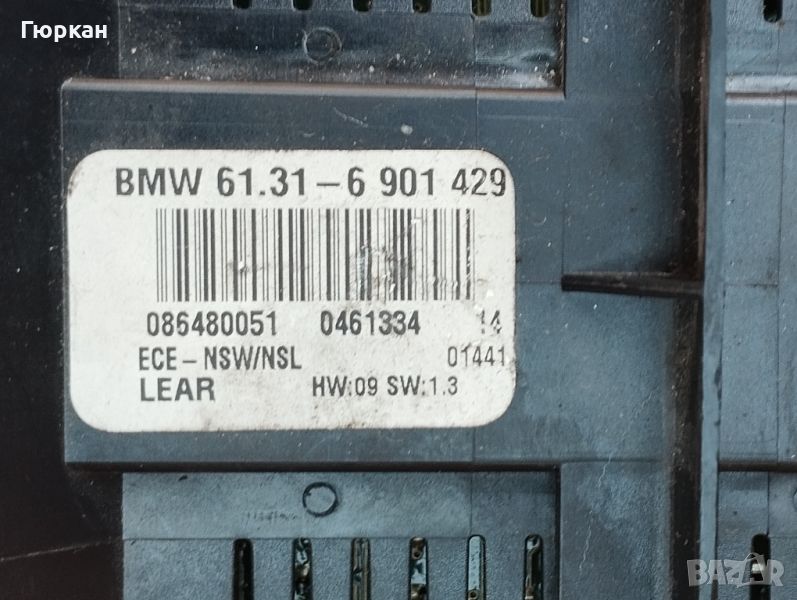 Гюркан
BMW 61.31-6 901 429
086480051 0461334 14
ECE-NSW/NSL 01441
LEAR HW:09 SW:1.3
BAZAR